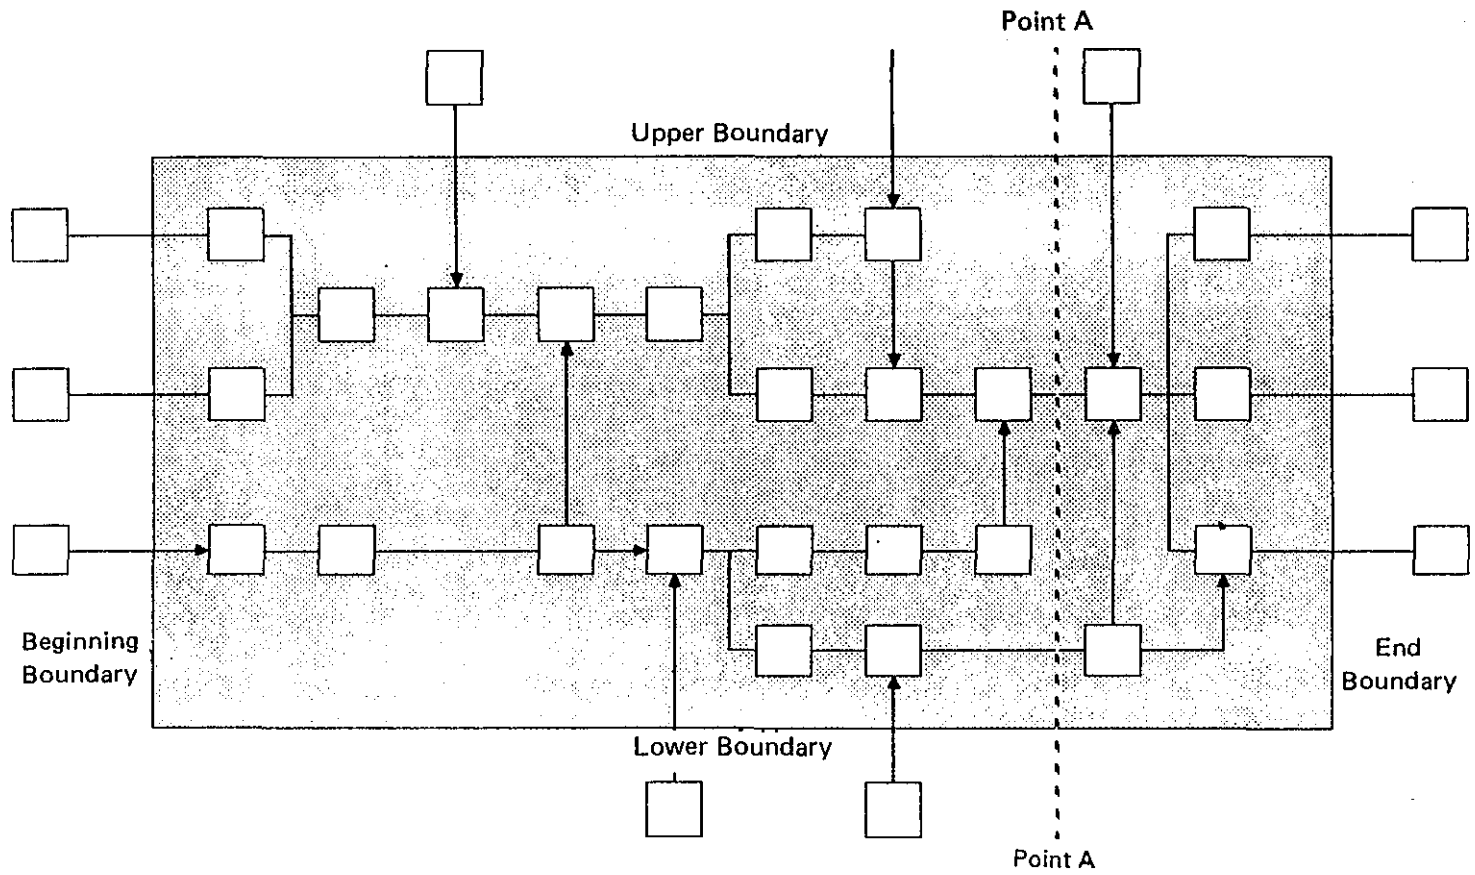 Point A
Upper Boundary
Beginning
Boundary
End
Boundary
Lower Boundary
Point A